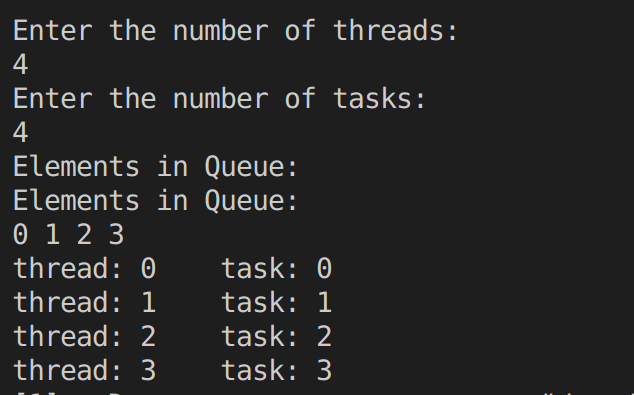 Enter the number of threads:
4
Enter the number of tasks:
4
Elements in Queue:
Elements in Queue:
0 1 2 3
thread: 0    task: 0
thread: 1    task: 1
thread: 2    task: 2
thread: 3    task: 3